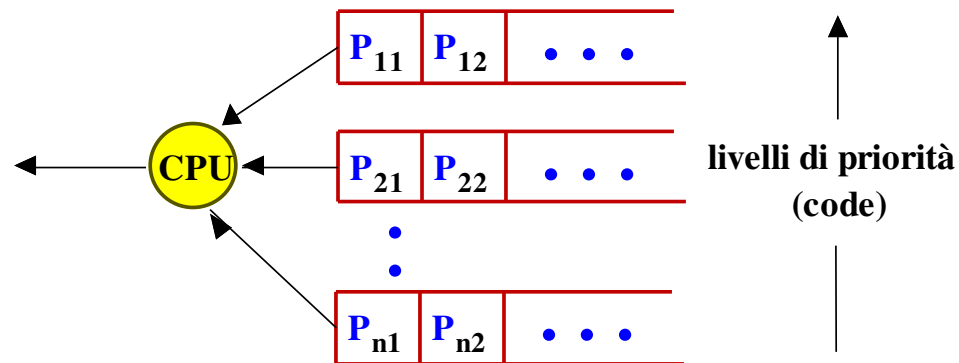 P11 P12 • • •
CPU
P21 P22 • • •
livelli di priorità
(code)
Pn1 Pn2 • • •